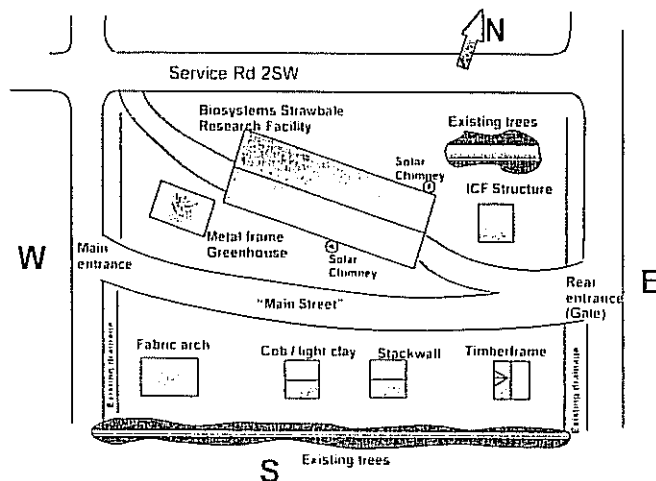 N
Service Rd 2SW
Biosystems Strawbale
Research Facility
Existing trees
Solar
Chimney
ICF Structure
W
Main
entrance
Metal frame
Greenhouse
Solar
Chimney
Rear
entrance
(Gate)
E
"Main Street"
Fabric arch
Cob / light clay
Stackwall
Timberframe
Existing drainage
Existing drainage
S
Existing trees